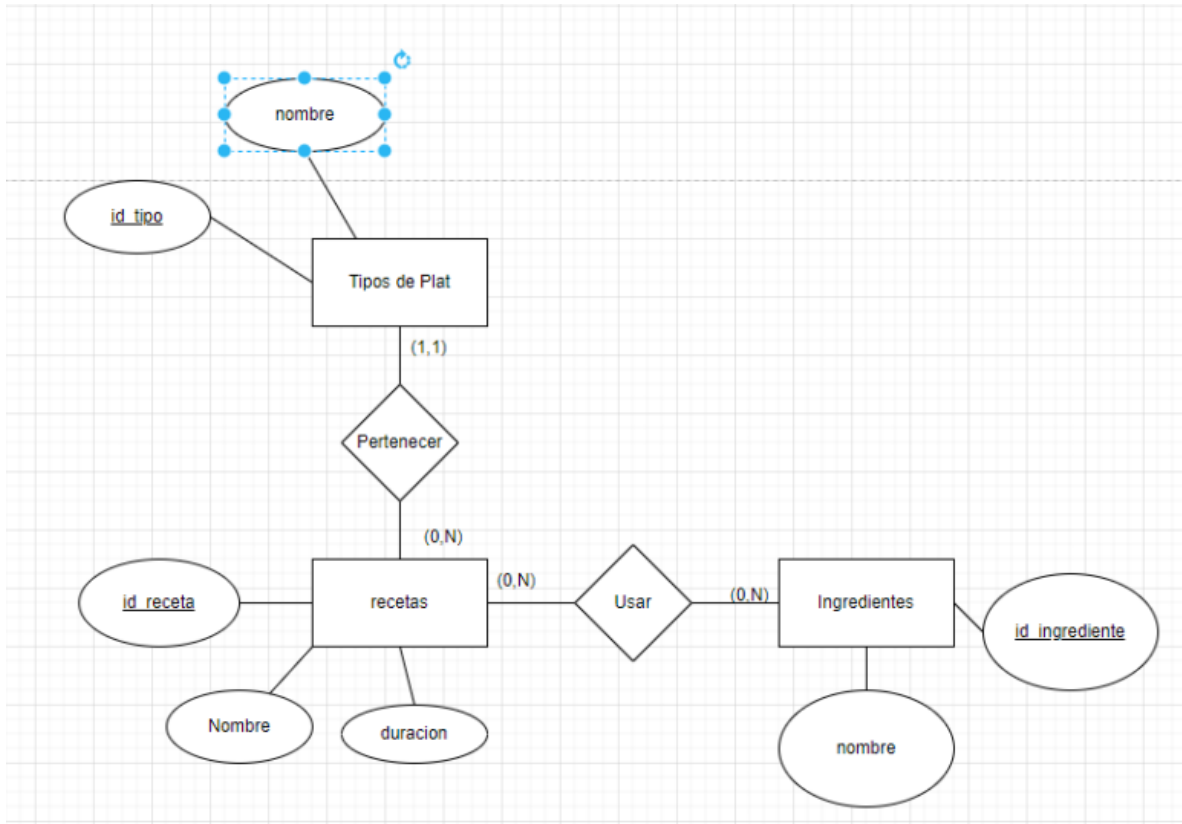 nombre
id_tipo
Tipos de Plat
(1,1)
Pertenecer
(0,N)
id_receta
recetas
(0,N)
Usar
(0,N)
Ingredientes
id_ingrediente
Nombre
duracion
nombre